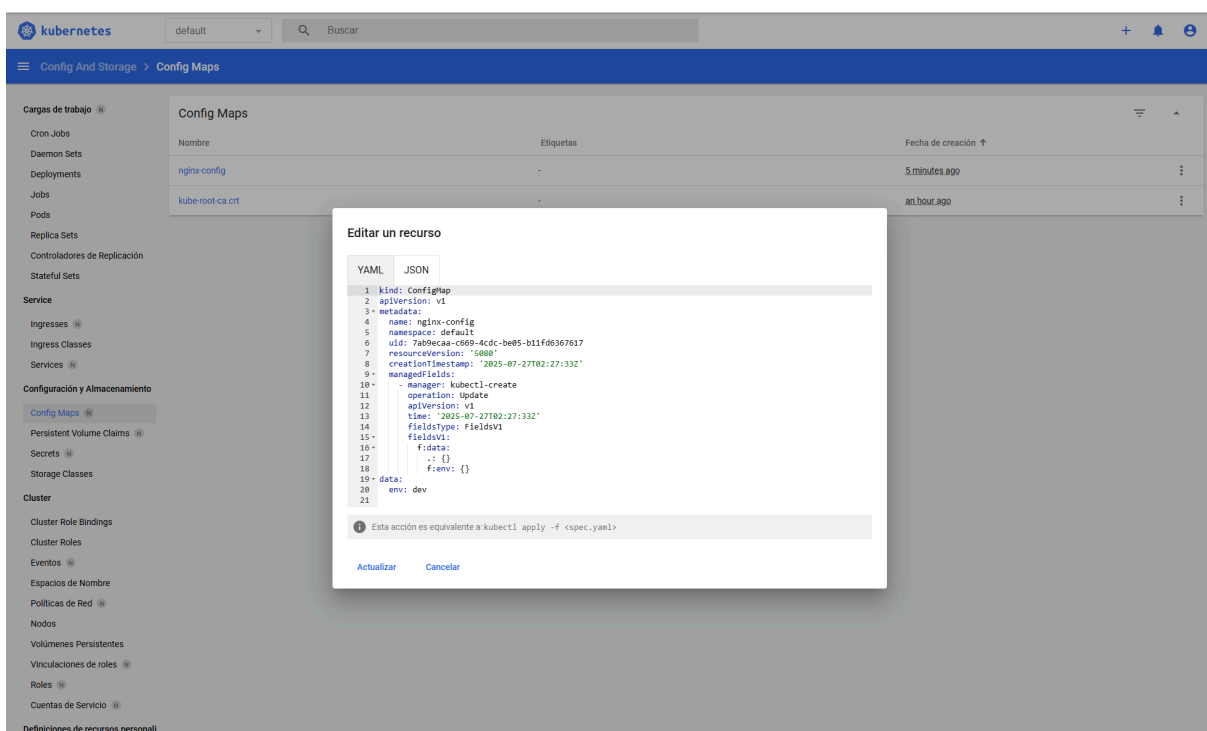 kubernetes
default
Buscar
Config And Storage > Config Maps
Cargas de trabajo N
Cron Jobs
Daemon Sets
Deployments
Jobs
Pods
Replica Sets
Controladores de Replicación
Stateful Sets
Service
Ingresses N
Ingress Classes
Services N
Configuración y Almacenamiento
Config Maps N
Persistent Volume Claims N
Secrets N
Storage Classes
Cluster
Cluster Role Bindings
Cluster Roles
Eventos N
Espacios de Nombre
Políticas de Red N
Nodos
Volúmenes Persistentes
Vinculaciones de roles N
Roles N
Cuentas de Servicio N
Definiciones de recursos personali
Config Maps
Nombre Etiquetas Fecha de creación
nginx-config - 5 minutes ago
kube-root-ca.crt - an hour ago
Editar un recurso
YAML JSON
1 kind: ConfigMap
2 apiVersion: v1
3 metadata:
4 name: nginx-config
5 namespace: default
6 uid: 7ab9ecaa-c669-4cdc-be05-b11fd6367617
7 resourceVersion: '5080'
8 creationTimestamp: '2025-07-27T02:27:33Z'
9 managedFields:
10 - manager: kubectl-create
11 operation: Update
12 apiVersion: v1
13 time: '2025-07-27T02:27:33Z'
14 fieldsType: FieldsV1
15 fieldsV1:
16 f:data:
17 .: {}
18 f:env: {}
19 data:
20 env: dev
21
Esta acción es equivalente a:kubectl apply -f <spec.yaml>
Actualizar Cancelar